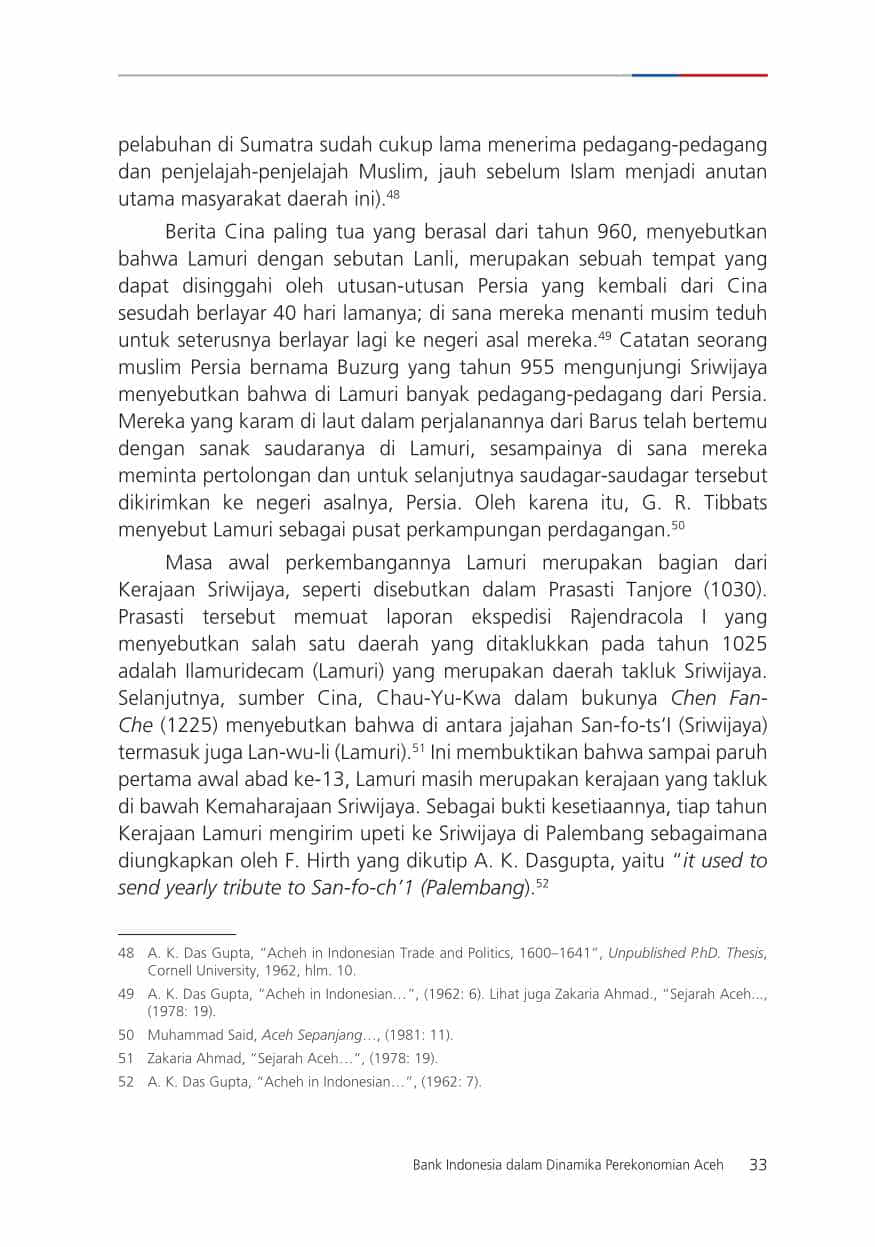 pelabuhan di Sumatra sudah cukup lama menerima pedagang-pedagang
dan penjelajah-penjelajah Muslim, jauh sebelum Islam menjadi anutan
utama masyarakat daerah ini).48
Berita Cina paling tua yang berasal dari tahun 960, menyebutkan
bahwa Lamuri dengan sebutan Lanli, merupakan sebuah tempat yang
dapat disinggahi oleh utusan-utusan Persia yang kembali dari Cina
sesudah berlayar 40 hari lamanya; di sana mereka menanti musim teduh
untuk seterusnya berlayar lagi ke negeri asal mereka.49 Catatan seorang
muslim Persia bernama Buzurg yang tahun 955 mengunjungi Sriwijaya
menyebutkan bahwa di Lamuri banyak pedagang-pedagang dari Persia.
Mereka yang karam di laut dalam perjalanannya dari Barus telah bertemu
dengan sanak saudaranya di Lamuri, sesampainya di sana mereka
meminta pertolongan dan untuk selanjutnya saudagar-saudagar tersebut
dikirimkan ke negeri asalnya, Persia. Oleh karena itu, G. R. Tibbats
menyebut Lamuri sebagai pusat perkampungan perdagangan.50
Masa awal perkembangannya Lamuri merupakan bagian dari
Kerajaan Sriwijaya, seperti disebutkan dalam Prasasti Tanjore (1030).
Prasasti tersebut memuat laporan ekspedisi Rajendracola I yang
menyebutkan salah satu daerah yang ditaklukkan pada tahun 1025
adalah Ilamuridecam (Lamuri) yang merupakan daerah takluk Sriwijaya.
Selanjutnya, sumber Cina, Chau-Yu-Kwa dalam bukunya Chen Fan-
Che (1225) menyebutkan bahwa di antara jajahan San-fo-ts’I (Sriwijaya)
termasuk juga Lan-wu-li (Lamuri).51 Ini membuktikan bahwa sampai paruh
pertama awal abad ke-13, Lamuri masih merupakan kerajaan yang takluk
di bawah Kemaharajaan Sriwijaya. Sebagai bukti kesetiaannya, tiap tahun
Kerajaan Lamuri mengirim upeti ke Sriwijaya di Palembang sebagaimana
diungkapkan oleh F. Hirth yang dikutip A. K. Dasgupta, yaitu “it used to
send yearly tribute to San-fo-ch’1 (Palembang).52
48 A. K. Das Gupta, “Acheh in Indonesian Trade and Politics, 1600–1641”, Unpublished P.hD. Thesis,
Cornell University, 1962, hlm. 10.
49 A. K. Das Gupta, “Acheh in Indonesian…”, (1962: 6). Lihat juga Zakaria Ahmad., “Sejarah Aceh...,
(1978: 19).
50 Muhammad Said, Aceh Sepanjang…, (1981: 11).
51 Zakaria Ahmad, “Sejarah Aceh…”, (1978: 19).
52 A. K. Das Gupta, “Acheh in Indonesian…”, (1962: 7).
Bank Indonesia dalam Dinamika Perekonomian Aceh 33